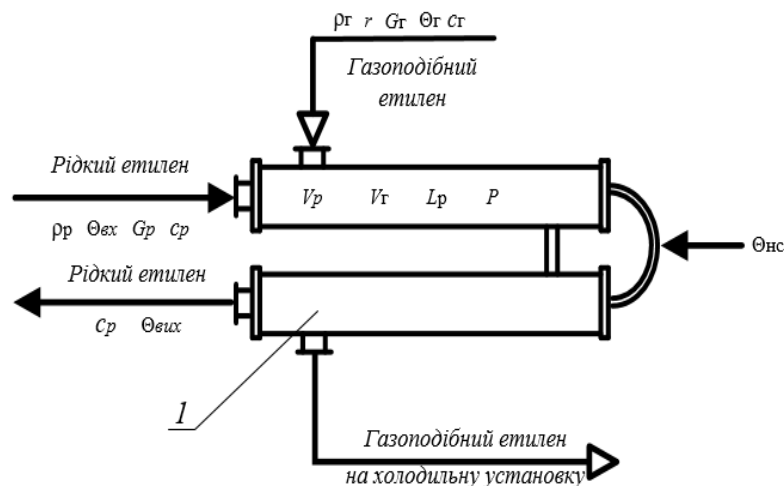 ρг r Gг Θг cг
Газоподібний
етилен
Рідкий етилен
Vр Vг Lр P
ρр Θвх Gр cр
Θнс
Рідкий етилен
cр Θвих
1
Газоподібний етилен
на холодильну установку